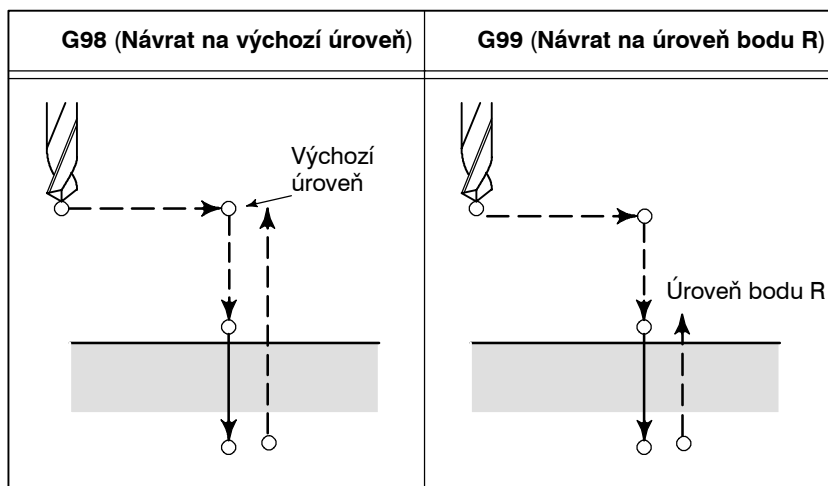 G98 (Návrat na výchozí úroveň)
G99 (Návrat na úroveň bodu R)
Výchozí
úroveň
Úroveň bodu R